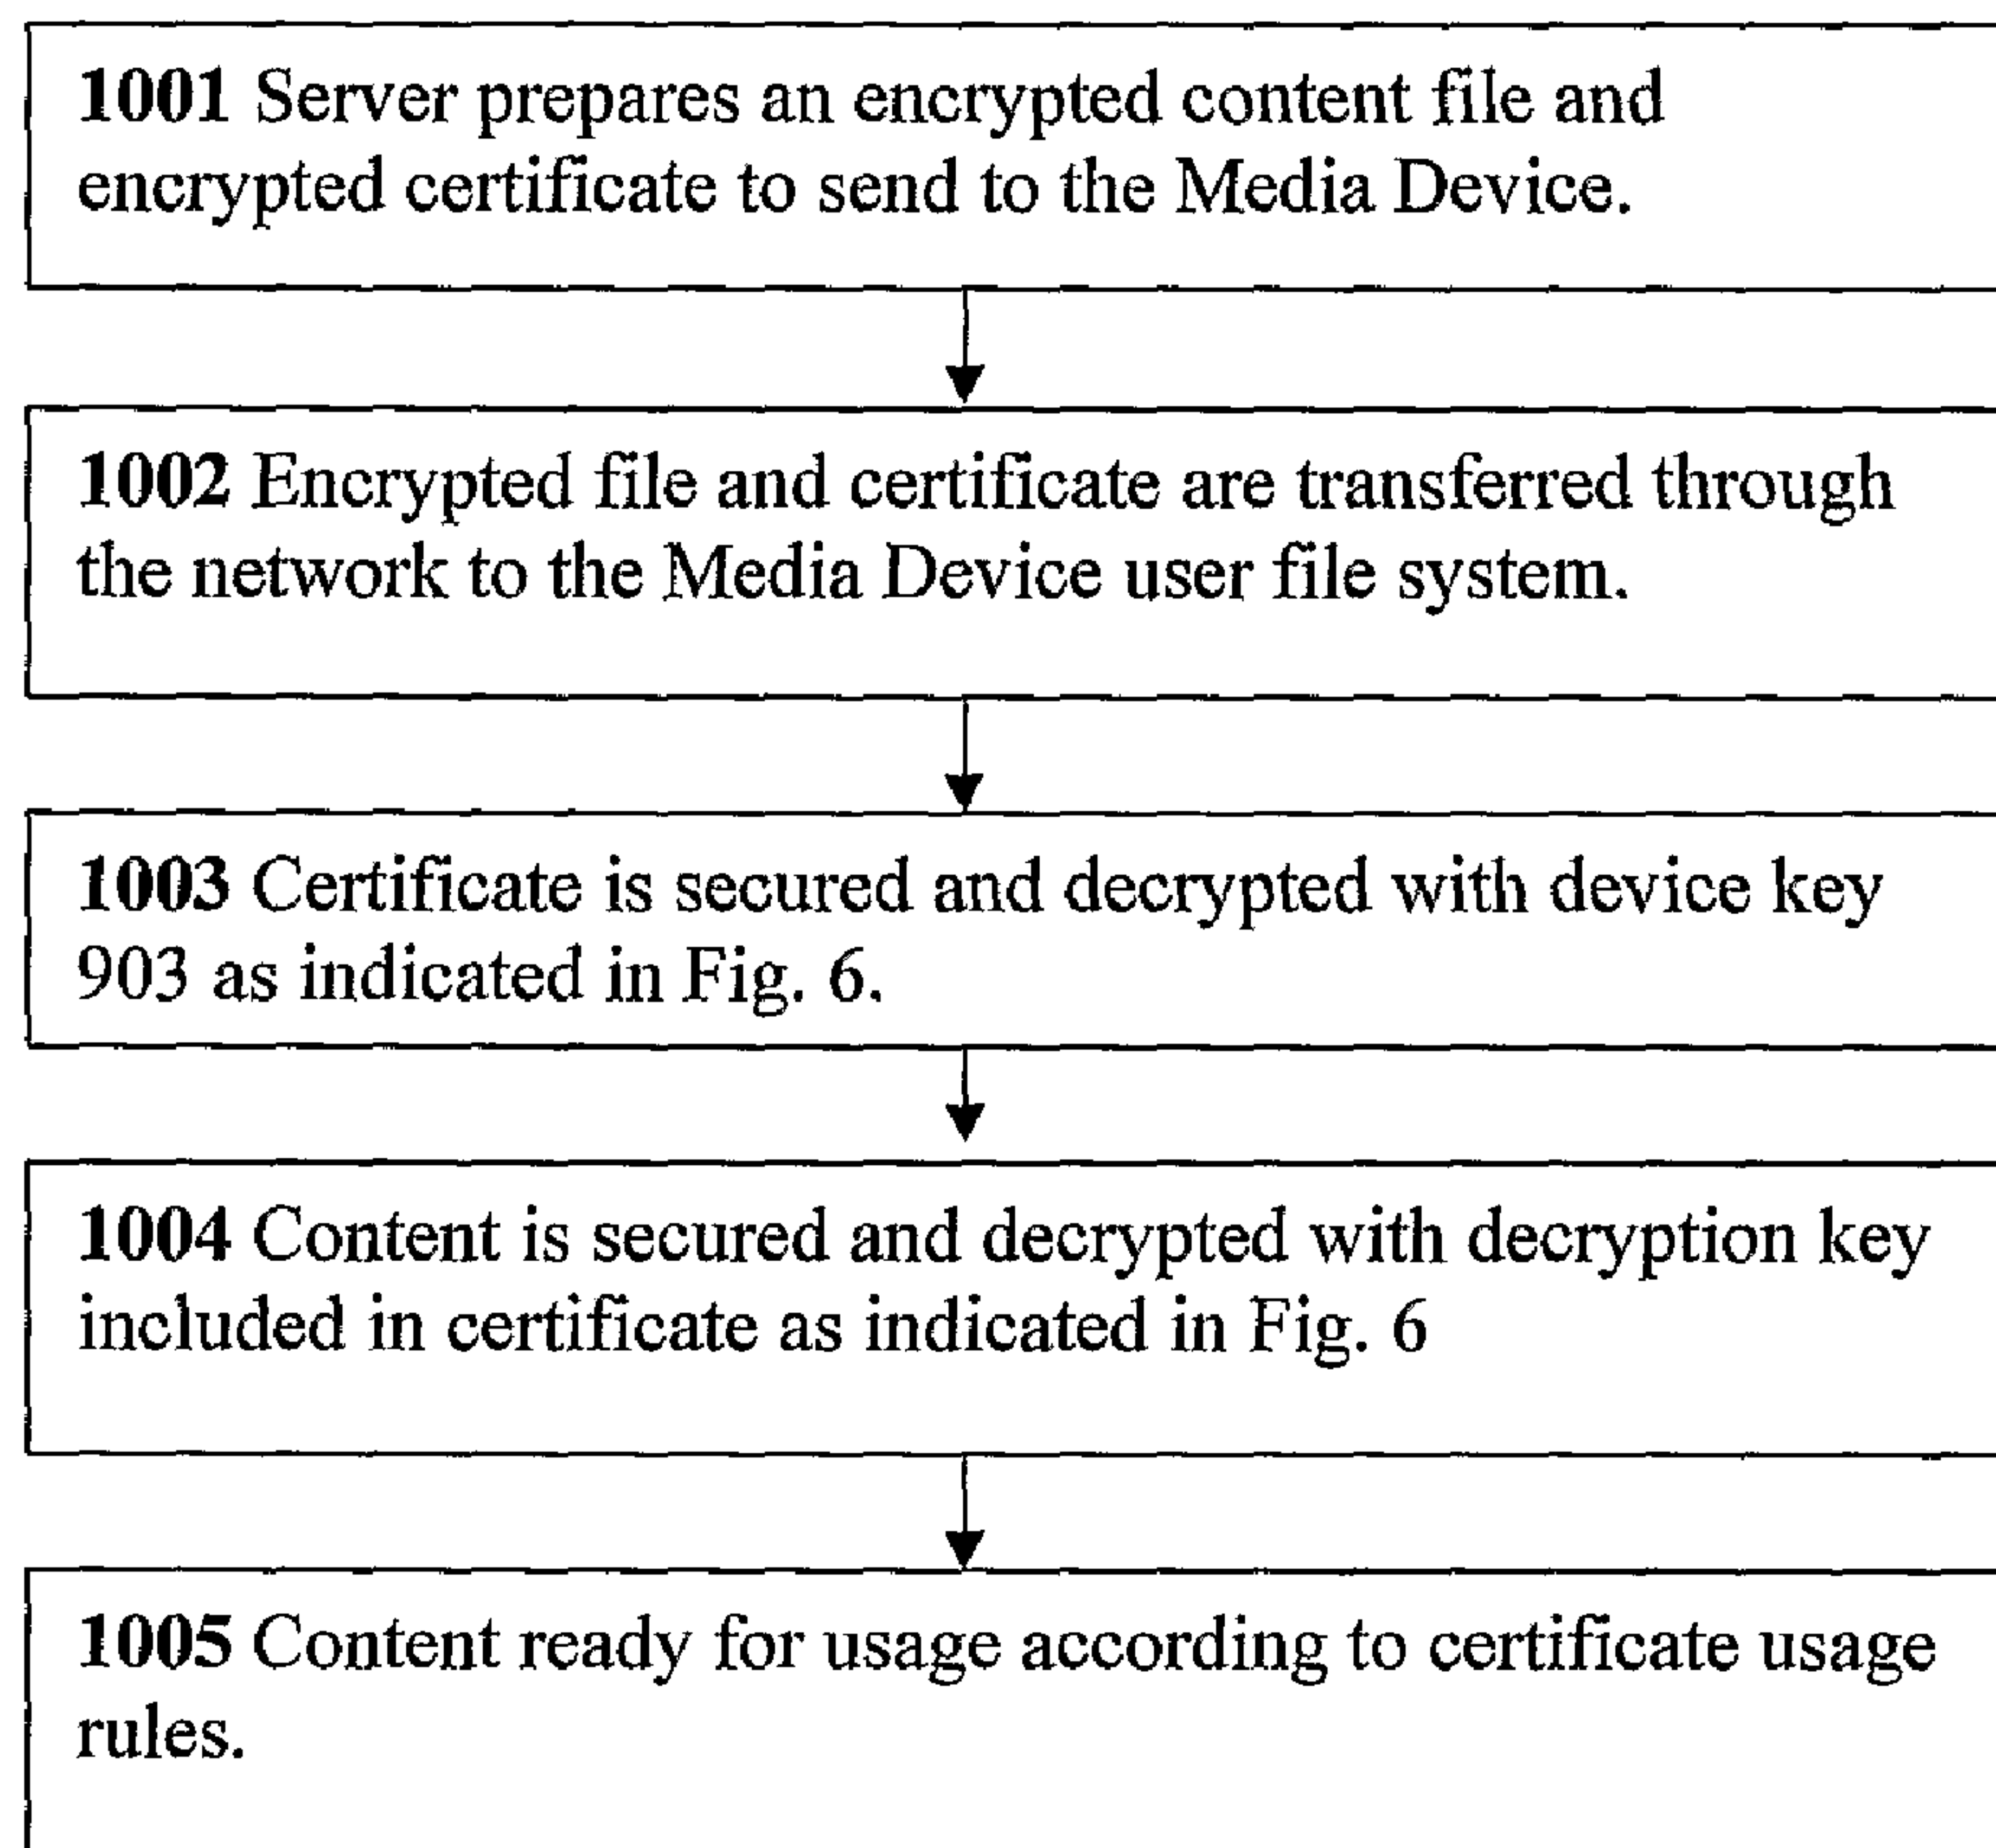 1001 Server prepares an encrypted content file and
encrypted certificate to send to the Media Device.
1002 Encrypted file and certificate are transferred through
the network to the Media Device user file system.
1003 Certificate is secured and decrypted with device key
903 as indicated in Fig. 6.
1004 Content is secured and decrypted with decryption key
included in certificate as indicated in Fig. 6
1005 Content ready for usage according to certificate usage
rules.